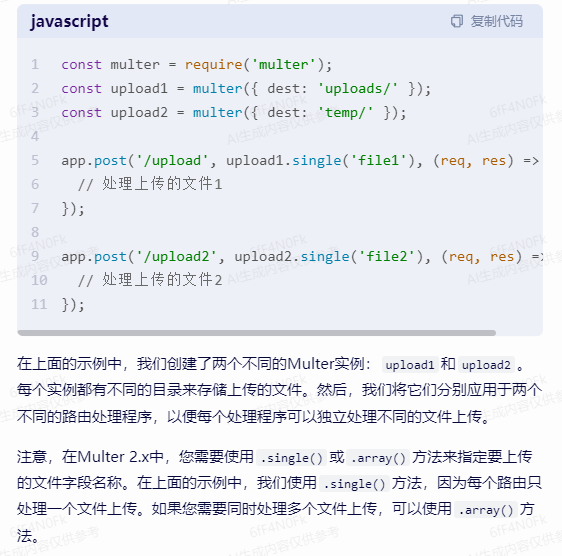 javascript
复制代码
1 const multer = require('multer');
2 const upload1 = multer({ dest: 'uploads/' });
3 const upload2 = multer({ dest: 'temp/' });
4
5 app.post('/upload', upload1.single('file1'), (req, res) =>
6 // 处理上传的文件1
7 });
8
9 app.post('/upload2', upload2.single('file2'), (req, res) =>
10 // 处理上传的文件2
11 });
在上面的示例中，我们创建了两个不同的Multer实例：upload1 和 upload2 。
每个实例都有不同的目录来存储上传的文件。然后，我们将它们分别应用于两个
不同的路由处理程序，以便每个处理程序可以独立处理不同的文件上传。
注意，在Multer 2.x中，您需要使用 .single() 或 .array() 方法来指定要上传
的文件字段名称。在上面的示例中，我们使用 .single() 方法，因为每个路由只
处理一个文件上传。如果您需要同时处理多个文件上传，可以使用 .array() 方
法。
6fF4N0Fk
AI生成内容仅供参考